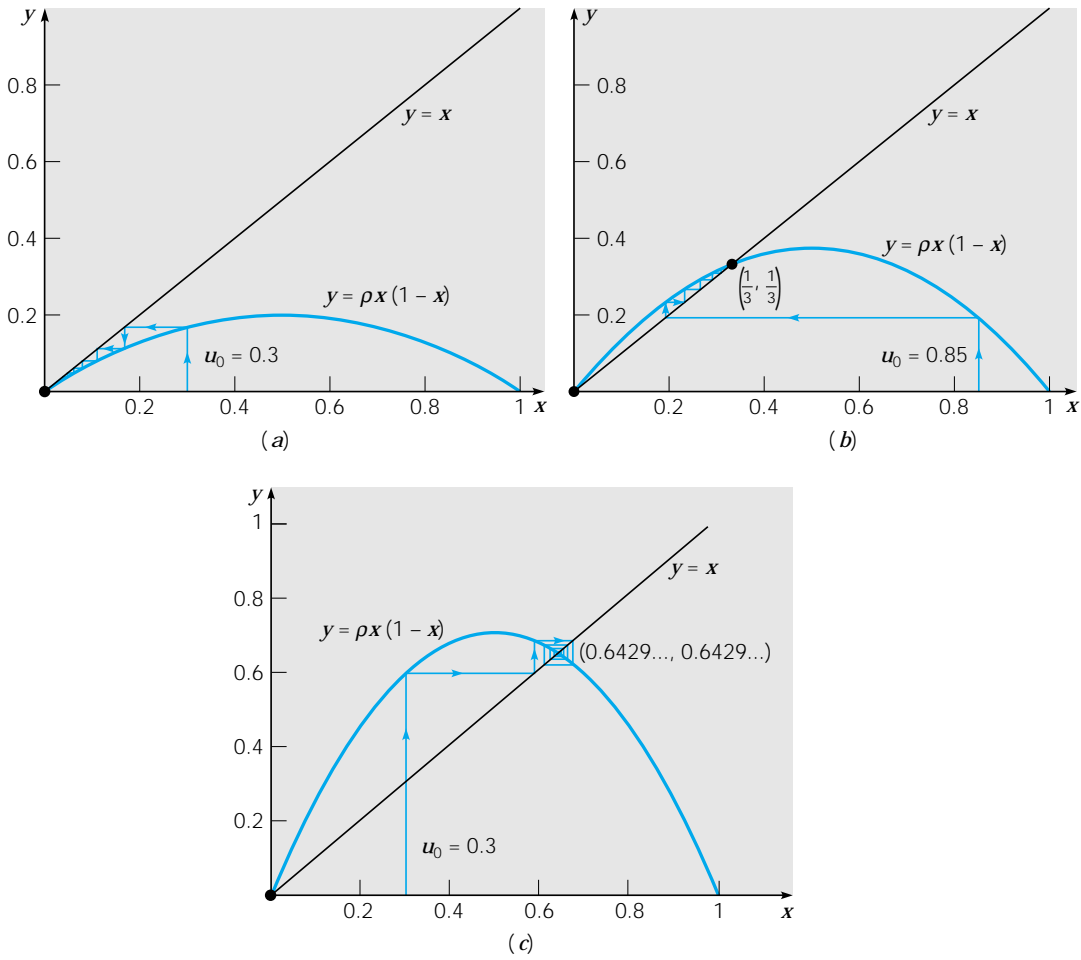 y
0.8
y = x
0.6
0.4
y = ρx (1 – x)
0.2
u₀ = 0.3
0.2 0.4 0.6 0.8 1 x
(a)
y
0.8
y = x
0.6
0.4
y = ρx (1 – x)
(1/3, 1/3)
0.2
u₀ = 0.85
0.2 0.4 0.6 0.8 1 x
(b)
y
1
y = x
0.8
y = ρx (1 – x)
(0.6429..., 0.6429...)
0.6
0.4
0.2
u₀ = 0.3
0.2 0.4 0.6 0.8 1 x
(c)